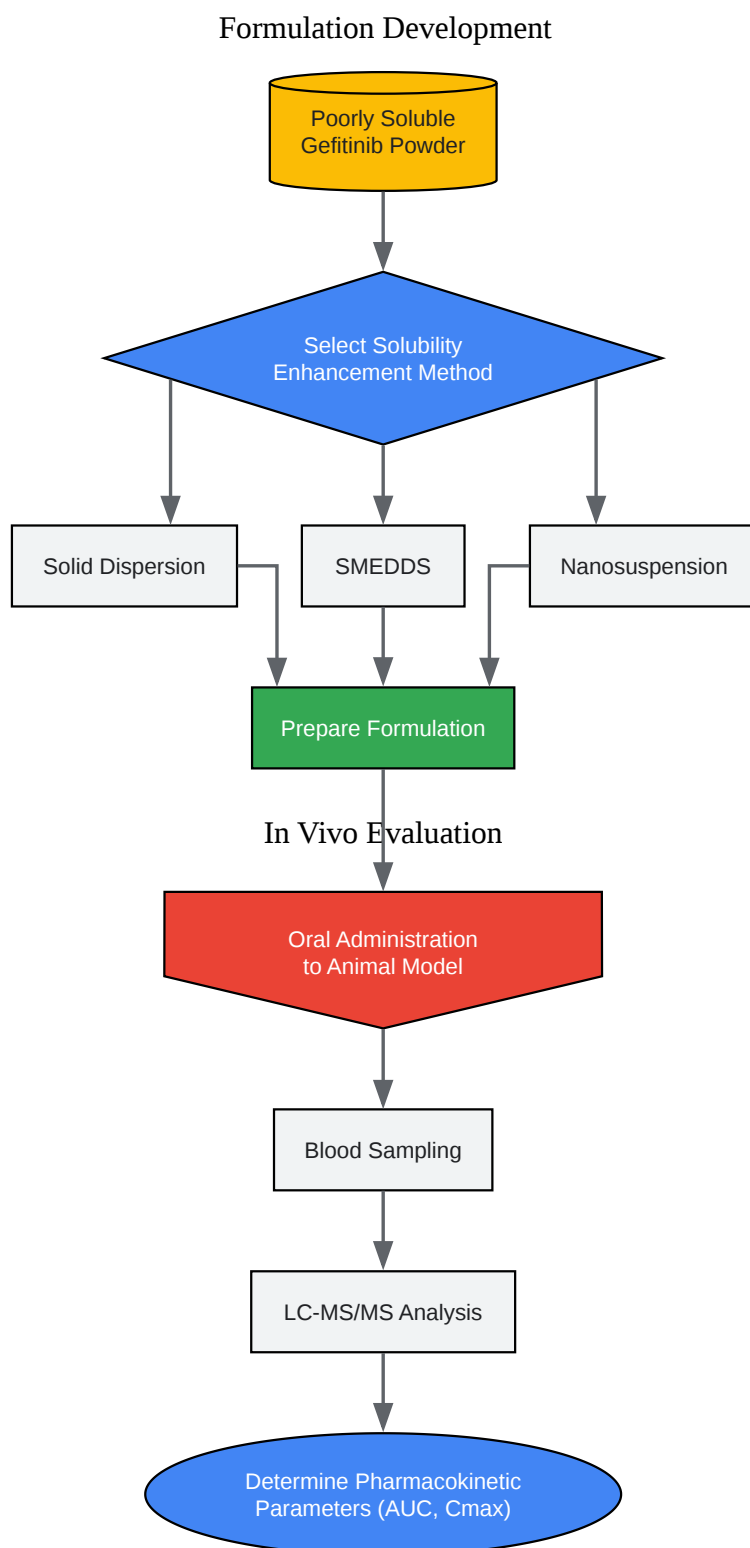 Formulation Development
Poorly Soluble
Gefitinib Powder
Select Solubility
Enhancement Method
Solid Dispersion
SMEDDS
Nanosuspension
Prepare Formulation
In Vivo Evaluation
Oral Administration
to Animal Model
Blood Sampling
LC-MS/MS Analysis
Determine Pharmacokinetic
Parameters (AUC, Cmax)